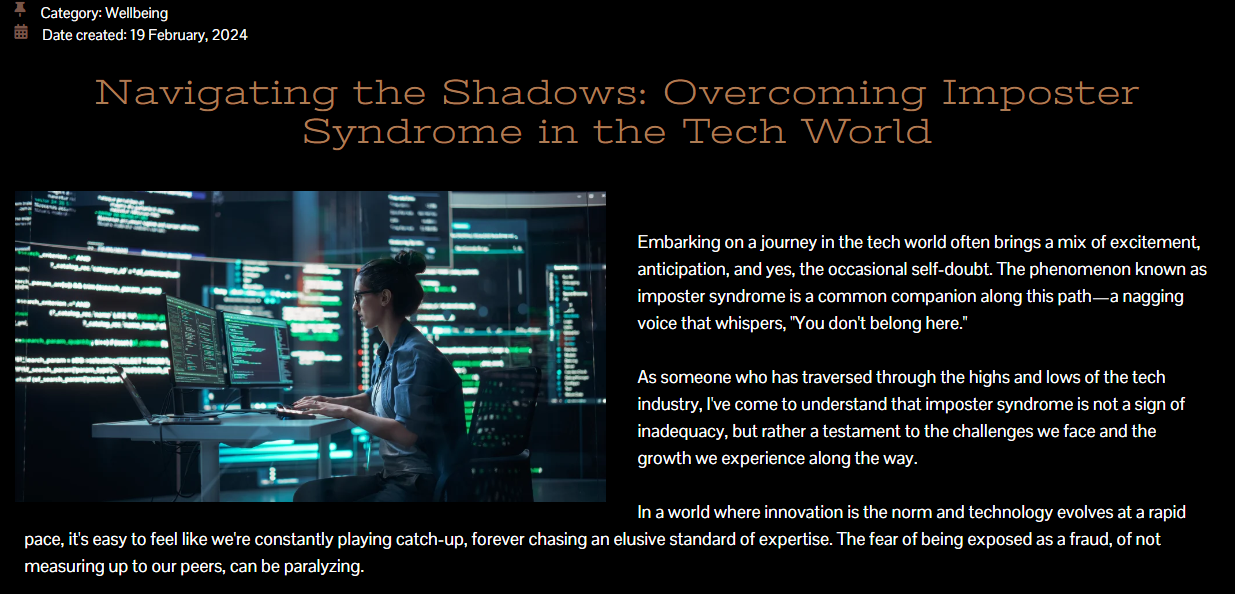 Category: Wellbeing
Date created: 19 February, 2024
Navigating the Shadows: Overcoming Imposter
Syndrome in the Tech World
Embarking on a journey in the tech world often brings a mix of excitement,
anticipation, and yes, the occasional self-doubt. The phenomenon known as
imposter syndrome is a common companion along this path—a nagging
voice that whispers, "You don't belong here."
As someone who has traversed through the highs and lows of the tech
industry, I've come to understand that imposter syndrome is not a sign of
inadequacy, but rather a testament to the challenges we face and the
growth we experience along the way.
In a world where innovation is the norm and technology evolves at a rapid
pace, it's easy to feel like we're constantly playing catch-up, forever chasing an elusive standard of expertise. The fear of being exposed as a fraud, of not
measuring up to our peers, can be paralyzing.